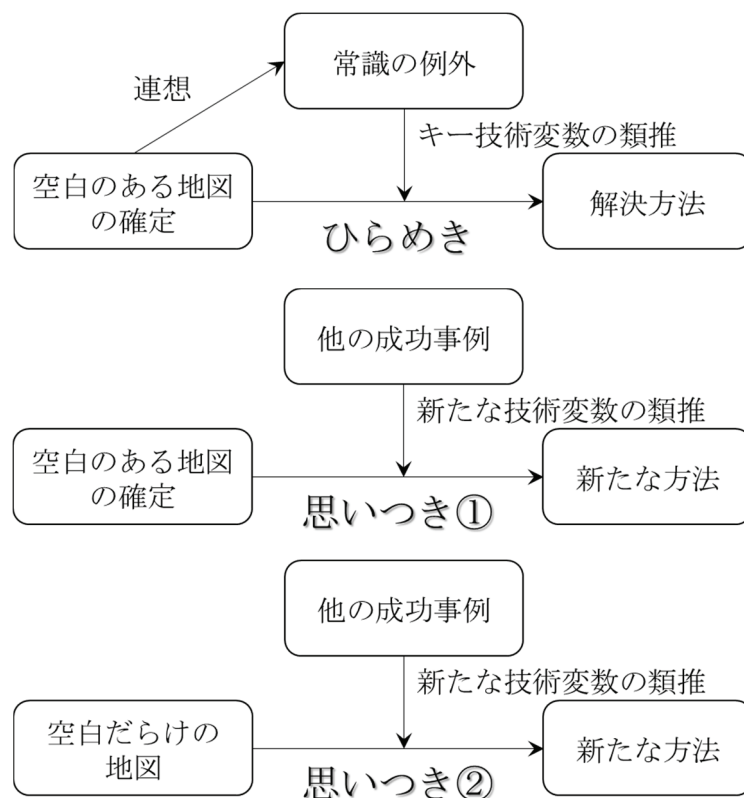 常識の例外
連想
キー技術変数の類推
空白のある地図
の確定
解決方法
ひらめき
他の成功事例
新たな技術変数の類推
空白のある地図
の確定
新たな方法
思いつき①
他の成功事例
新たな技術変数の類推
空白だらけの
地図
新たな方法
思いつき②